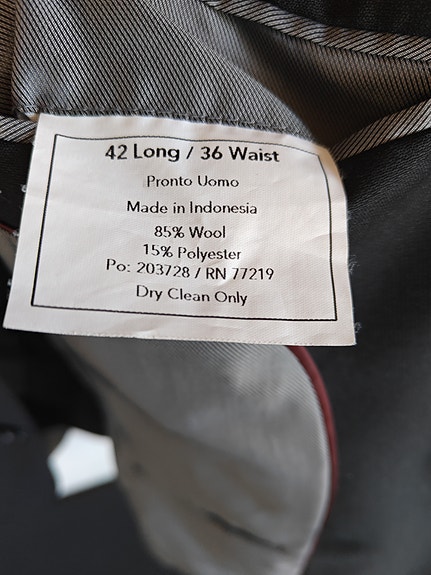 42 Long / 36 Waist
Pronto Uomo
Made in Indonesia
85% Wool
15% Polyester
Po: 203728 / RN 77219
Dry Clean Only